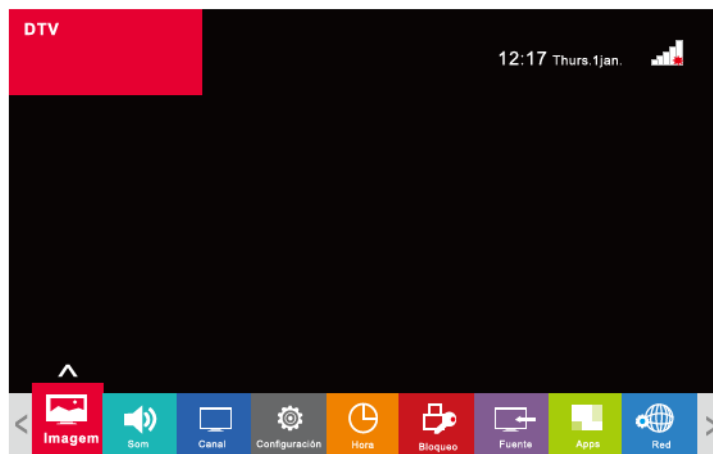 DTV
12:17 Thurs.1jan.
Imagem
Som
Canal
Configuración
Hora
Bloqueo
Fuente
Apps
Red